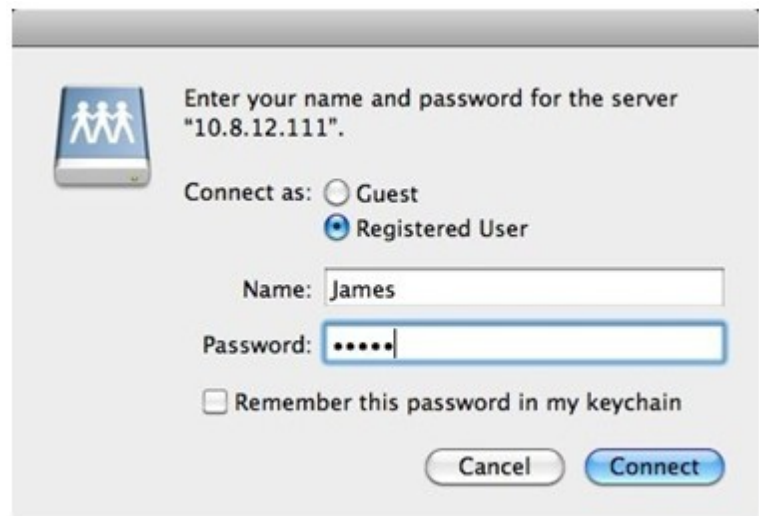 Enter your name and password for the server
“10.8.12.111”.
Connect as: Guest
Registered User
Name: James
Password: •••••
Remember this password in my keychain
Cancel Connect